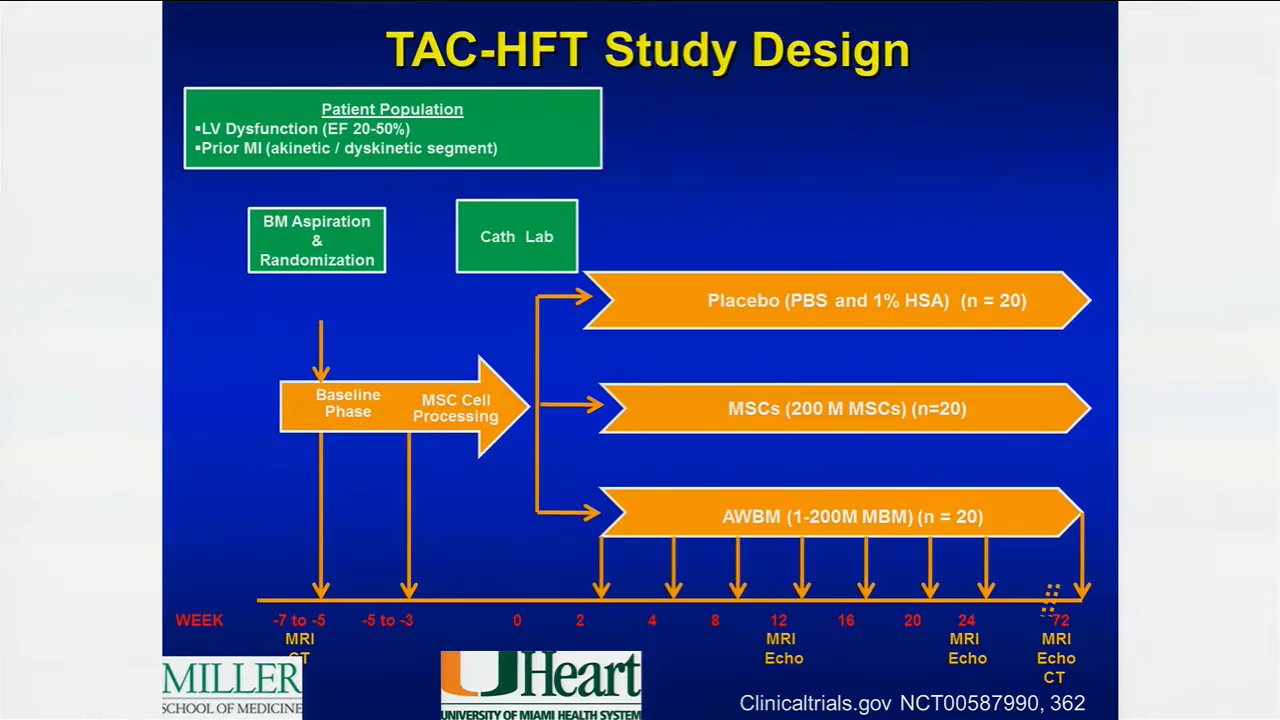 TAC-HFT Study Design
Patient Population
▪LV Dysfunction (EF 20-50%)
▪Prior MI (akinetic / dyskinetic segment)
BM Aspiration
&
Randomization
Cath Lab
Placebo (PBS and 1% HSA) (n = 20)
Baseline
Phase
MSC Cell
Processing
MSCs (200 M MSCs) (n=20)
AWBM (1-200M MBM) (n = 20)
WEEK -7 to -5 -5 to -3 0 2 4 8 12 16 20 24 72
MRI MRI MRI MRI
CT Echo Echo Echo
CT
MILLER
SCHOOL OF MEDICINE
UHeart
UNIVERSITY OF MIAMI HEALTH SYSTEM
Clinicaltrials.gov NCT00587990, 362